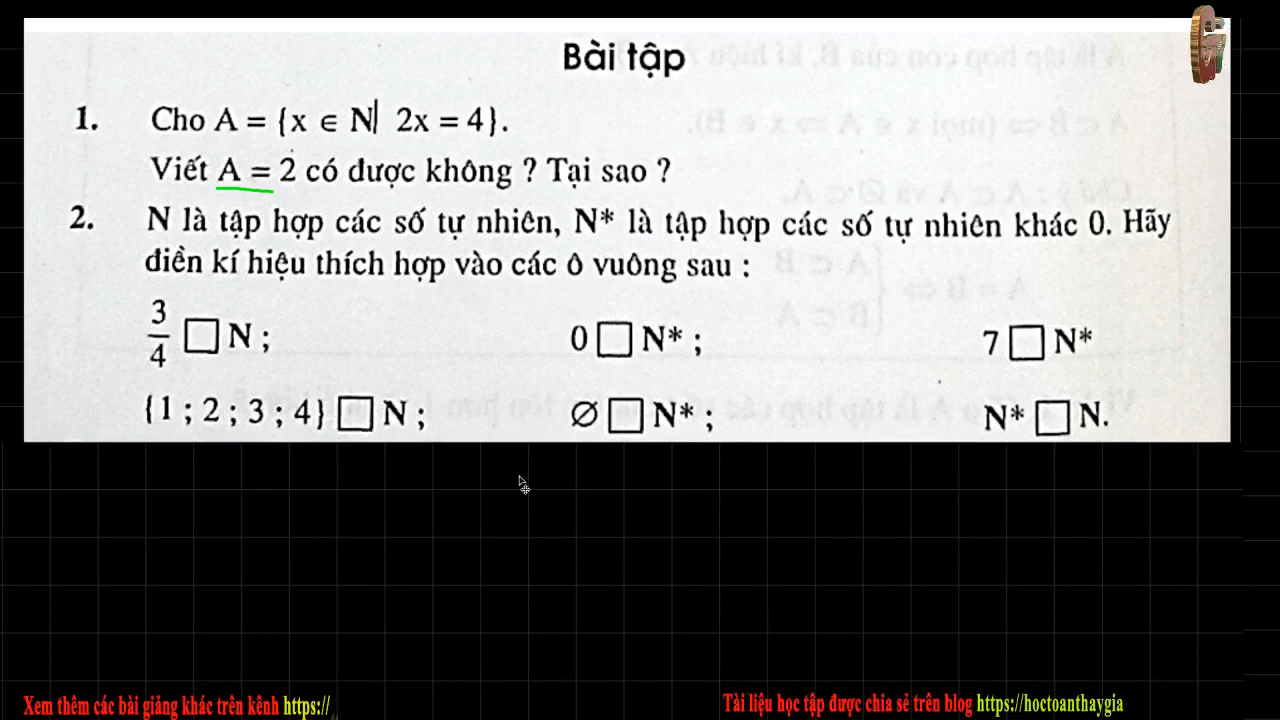 Bài tập
1. Cho A = {x ∈ N| 2x = 4}.
Viết A = 2 có được không ? Tại sao ?
2. N là tập hợp các số tự nhiên, N* là tập hợp các số tự nhiên khác 0. Hãy
điền kí hiệu thích hợp vào các ô vuông sau :
3/4 □ N ; 0 □ N* ; 7 □ N*
{1 ; 2 ; 3 ; 4} □ N ; ∅ □ N* ; N* □ N.
Xem thêm các bài giảng khác trên kênh https://
Tài liệu học tập được chia sẻ trên blog https://hoctoanthaygia